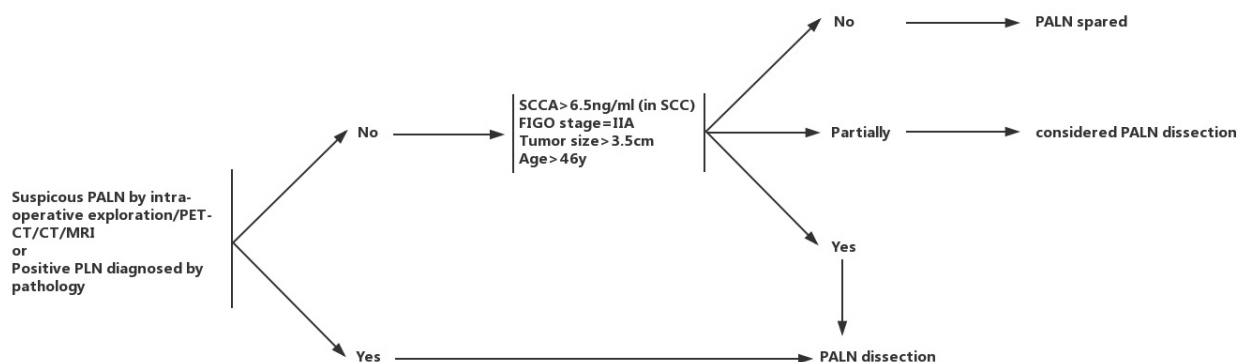 Suspicous PALN by intra-
operative exploration/PET-
CT/CT/MRI
or
Positive PLN diagnosed by
pathology
No
Yes
SCCA>6.5ng/ml (in SCC)
FIGO stage=IIA
Tumor size>3.5cm
Age>46y
No
PALN spared
Partially
considered PALN dissection
Yes
PALN dissection